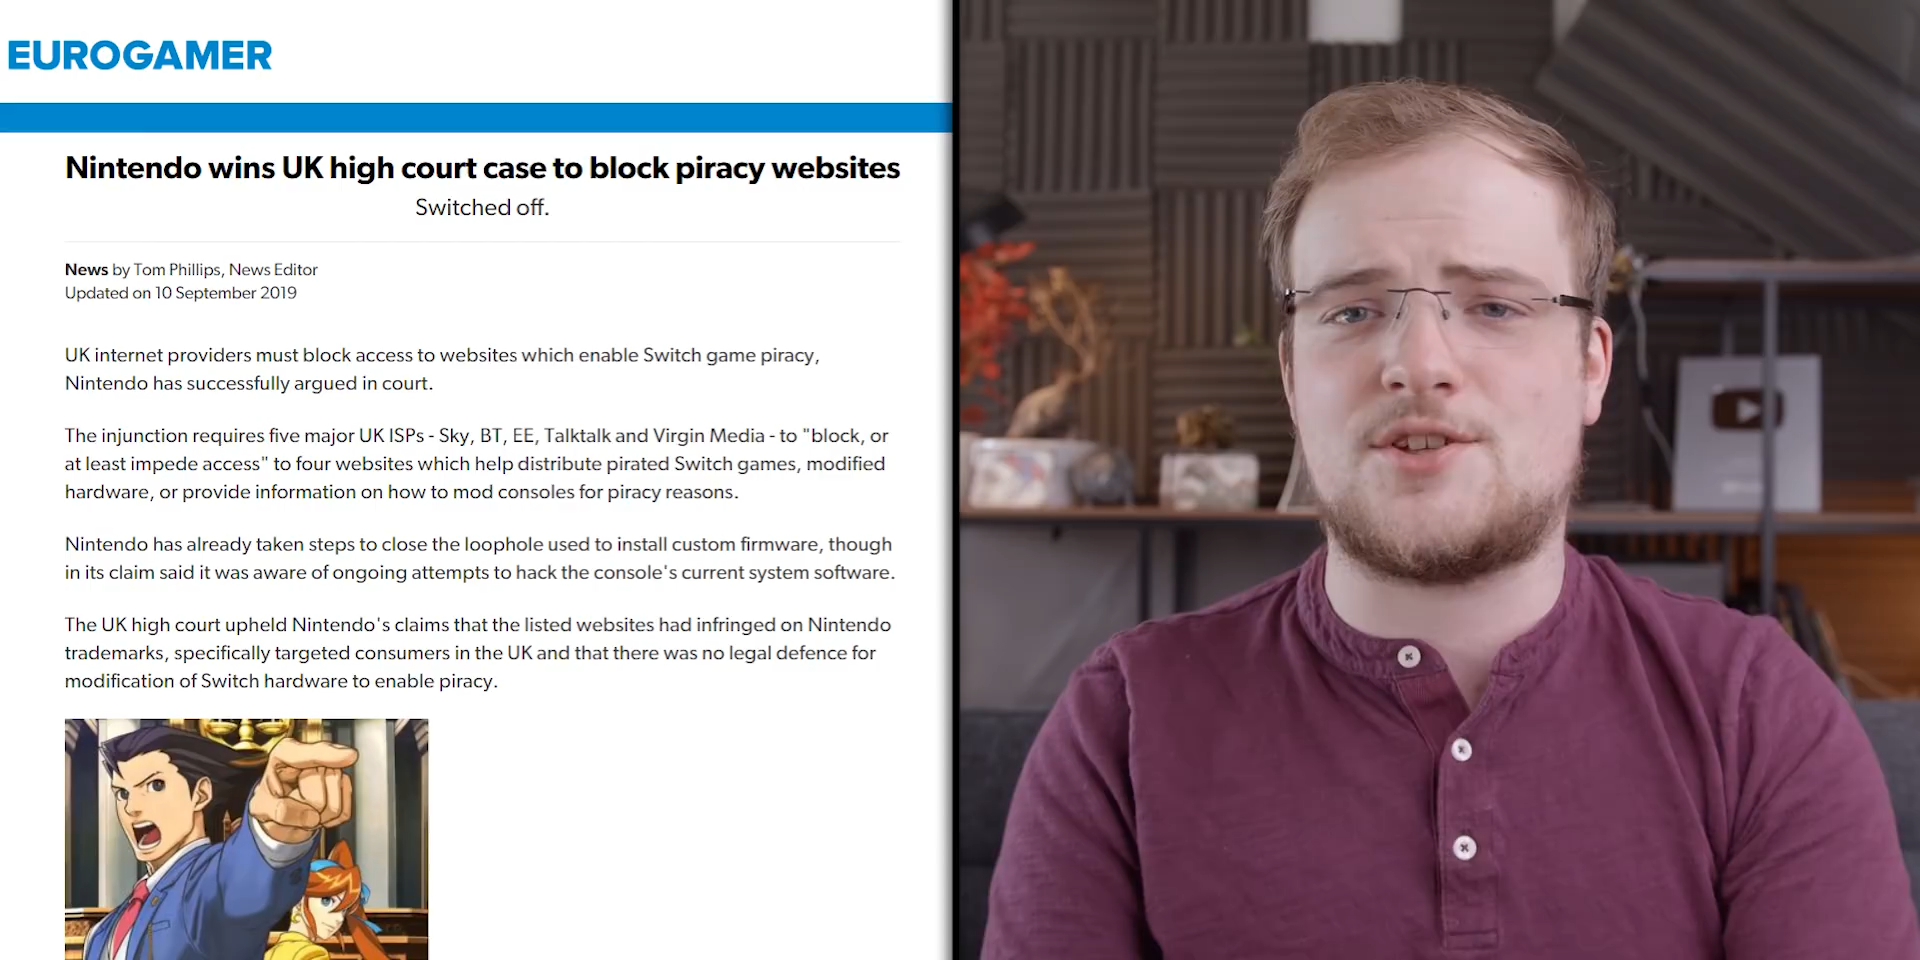 EUROGAMER
Nintendo wins UK high court case to block piracy websites
Switched off.
News by Tom Phillips, News Editor
Updated on 10 September 2019
UK internet providers must block access to websites which enable Switch game piracy,
Nintendo has successfully argued in court.
The injunction requires five major UK ISPs - Sky, BT, EE, Talktalk and Virgin Media - to "block, or
at least impede access" to four websites which help distribute pirated Switch games, modified
hardware, or provide information on how to mod consoles for piracy reasons.
Nintendo has already taken steps to close the loophole used to install custom firmware, though
in its claim said it was aware of ongoing attempts to hack the console's current system software.
The UK high court upheld Nintendo's claims that the listed websites had infringed on Nintendo
trademarks, specifically targeted consumers in the UK and that there was no legal defence for
modification of Switch hardware to enable piracy.